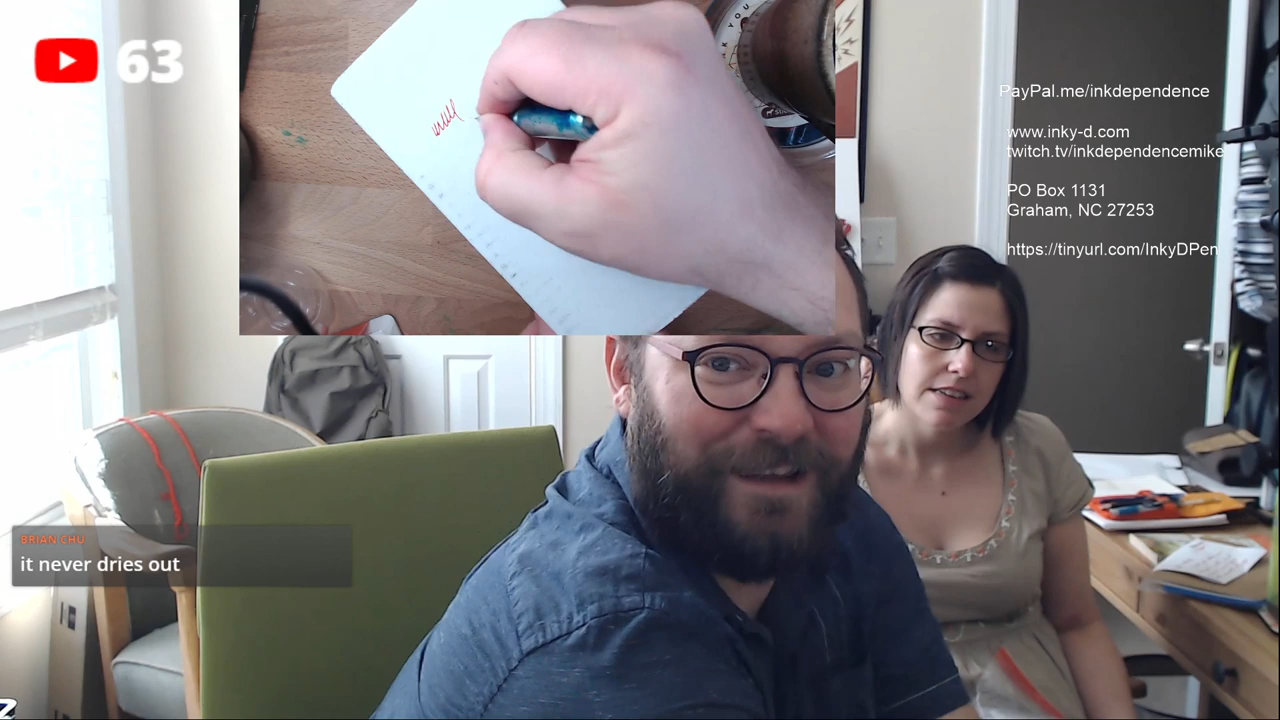 63
PayPal.me/inkdependence
www.inky-d.com
twitch.tv/inkdependencemike
PO Box 1131
Graham, NC 27253
https://tinyurl.com/InkyDPen
BRIAN CHU
it never dries out